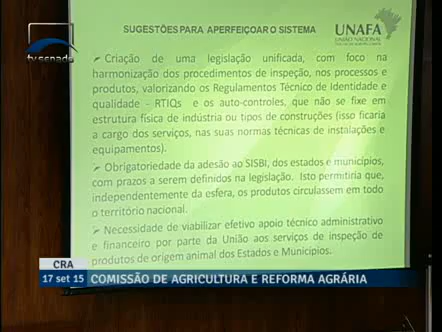 SUGESTÕES PARA APERFEIÇOAR O SISTEMA
UNAFA
UNIÃO NACIONAL
tv senado
➢ Criação de uma legislação unificada, com foco na
harmonização dos procedimentos de inspeção, nos processos e
produtos, valorizando os Regulamentos Técnico de Identidade e
qualidade - RTIQs e os auto-controles, que não se fixe em
estrutura física de indústria ou tipos de construções (isso ficaria
a cargo dos serviços, nas suas normas técnicas de instalações e
equipamentos).
➢ Obrigatoriedade da adesão ao SISBI, dos estados e municípios,
com prazos a serem definidos na legislação. Isto permitiria que,
independentemente da esfera, os produtos circulassem em todo
o território nacional.
➢ Necessidade de viabilizar efetivo apoio técnico administrativo
e financeiro por parte da União aos serviços de inspeção de
produtos de origem animal dos Estados e Municípios.
CRA
17 set 15 COMISSÃO DE AGRICULTURA E REFORMA AGRÁRIA